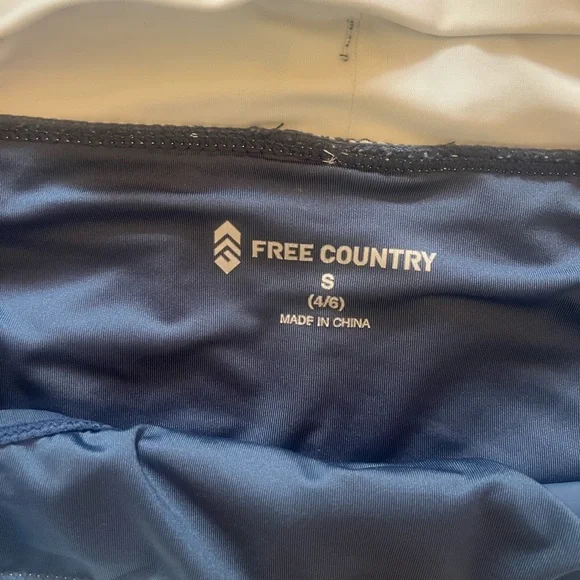 FREE COUNTRY
S
(4/6)
MADE IN CHINA